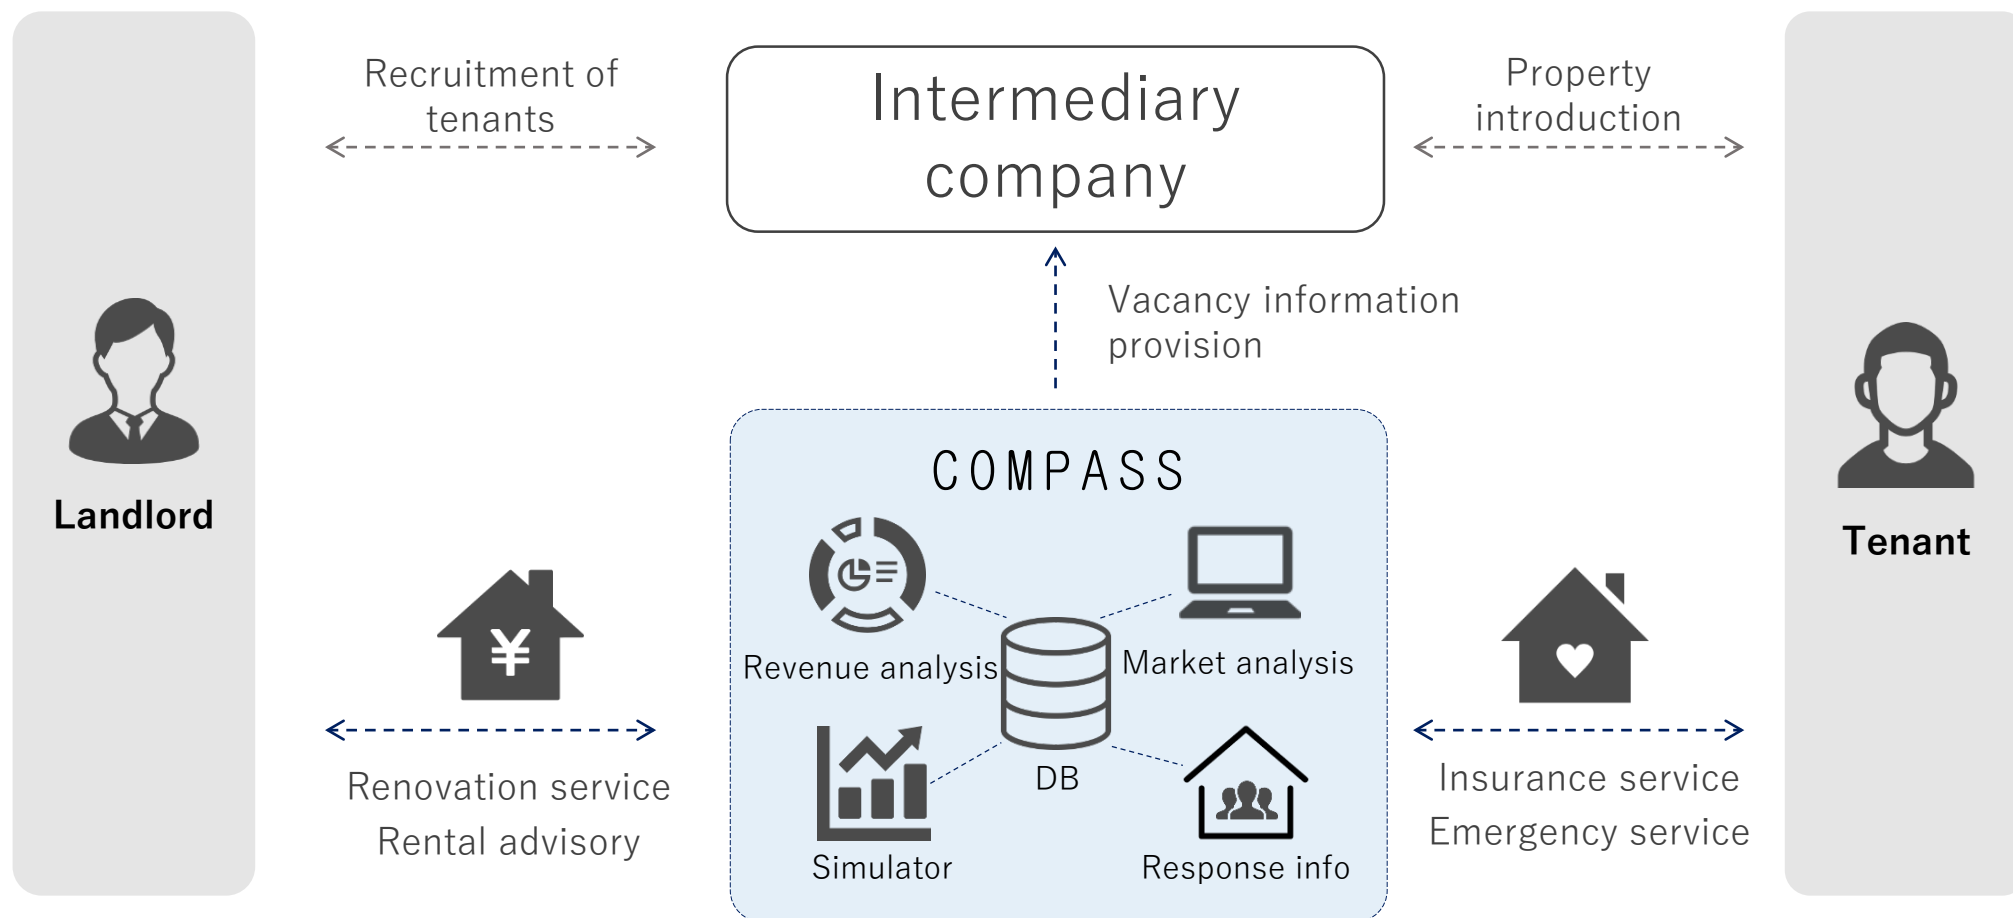 Recruitment of
tenants
Intermediary
company
Property
introduction
Vacancy information
provision
Landlord
Tenant
COMPASS
Revenue analysis
Market analysis
DB
Simulator
Response info
¥
Renovation service
Rental advisory
Insurance service
Emergency service